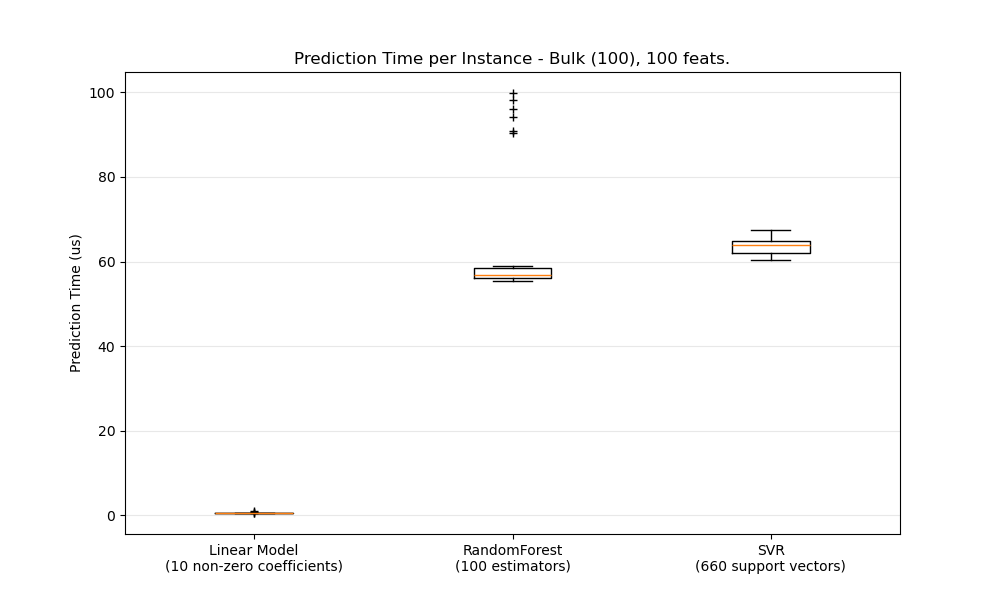 Prediction Time per Instance - Bulk (100), 100 feats.
Prediction Time (us)
100
80
60
40
20
0
Linear Model
(10 non-zero coefficients)
RandomForest
(100 estimators)
SVR
(660 support vectors)